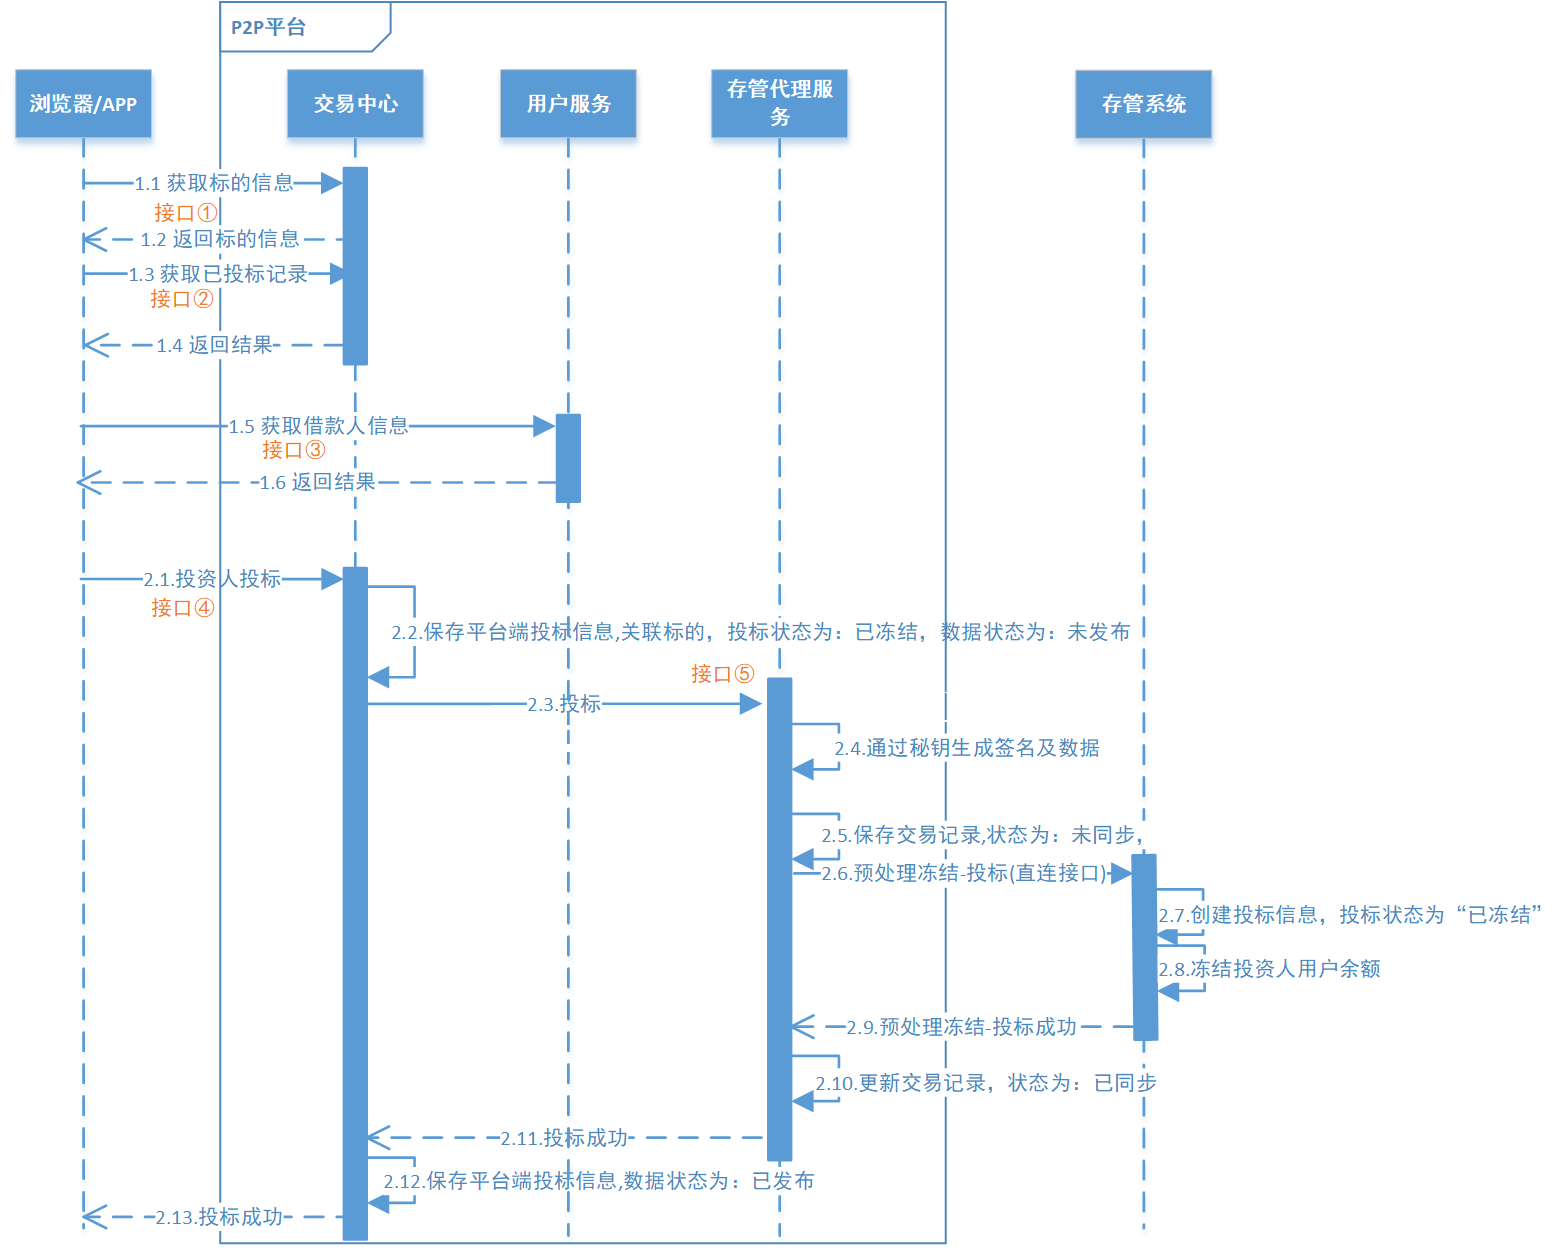 P2P平台
浏览器/APP
交易中心
用户服务
存管代理服
务
存管系统
1.1 获取标的信息
接口①
1.2 返回标的信息
1.3 获取已投标记录
接口②
1.4 返回结果
1.5 获取借款人信息
接口③
1.6 返回结果
2.1.投资人投标
接口④
2.2.保存平台端投标信息,关联标的，投标状态为：已冻结，数据状态为：未发布
接口⑤
2.3.投标
2.4.通过秘钥生成签名及数据
2.5.保存交易记录,状态为：未同步，
2.6.预处理冻结-投标(直连接口)
2.7.创建投标信息，投标状态为“已冻结”
2.8.冻结投资人用户余额
2.9.预处理冻结-投标成功
2.10.更新交易记录，状态为：已同步
2.11.投标成功
2.12.保存平台端投标信息,数据状态为：已发布
2.13.投标成功